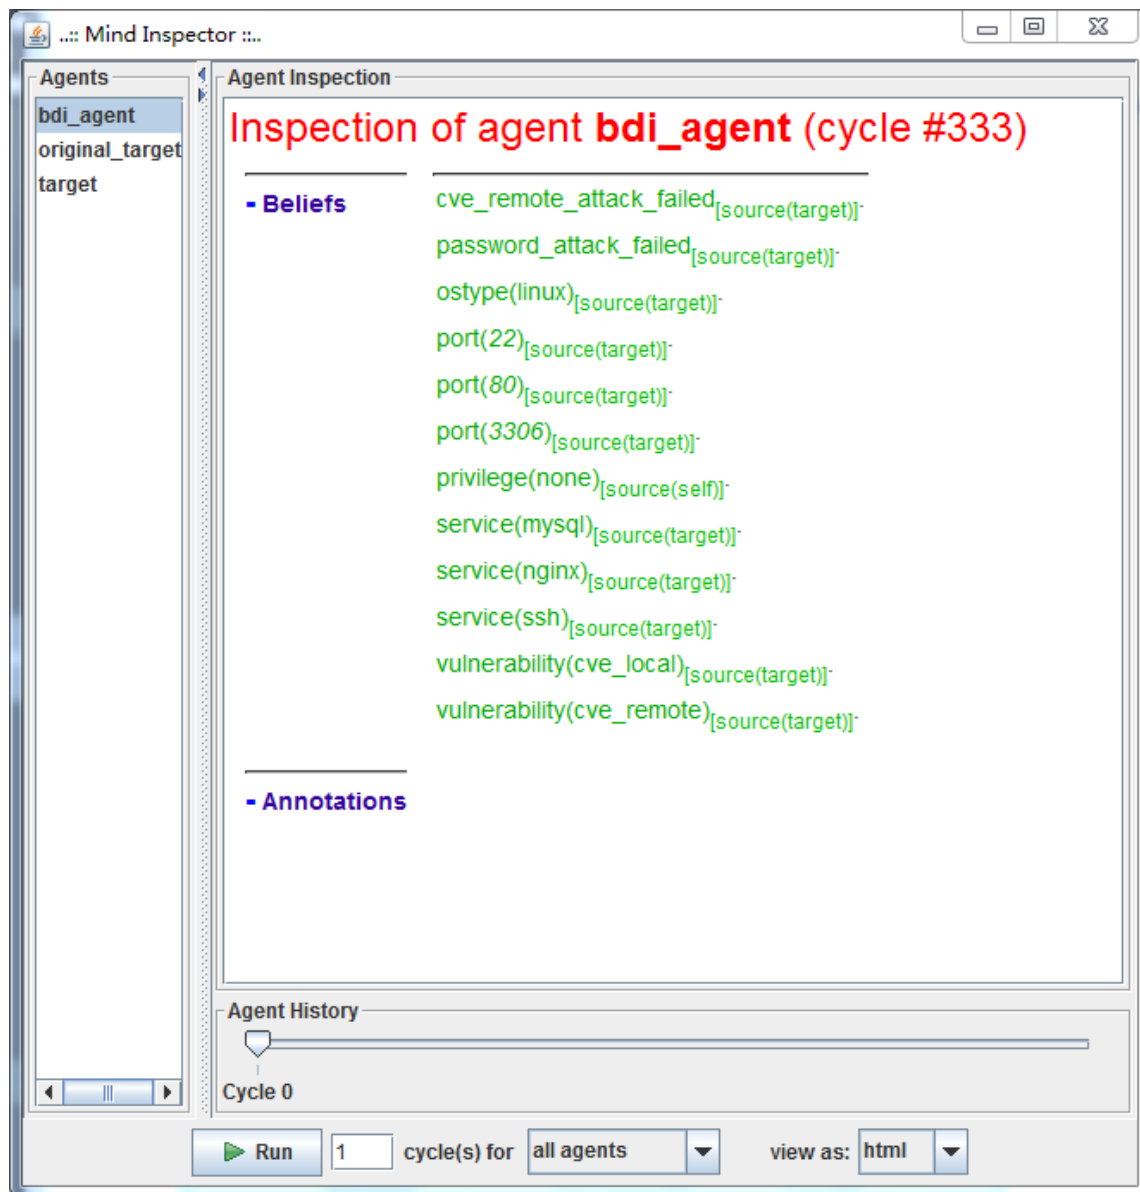 ..:: Mind Inspector ::..
Agents
bdi_agent
original_target
target
Agent Inspection
Inspection of agent bdi_agent (cycle #333)
- Beliefs
cve_remote_attack_failed[source(target)]-
password_attack_failed[source(target)]-
ostype(linux)[source(target)]-
port(22)[source(target)]-
port(80)[source(target)]-
port(3306)[source(target)]-
privilege(none)[source(self)]-
service(mysql)[source(target)]-
service(nginx)[source(target)]-
service(ssh)[source(target)]-
vulnerability(cve_local)[source(target)]-
vulnerability(cve_remote)[source(target)]-
- Annotations
Agent History
Cycle 0
Run 1 cycle(s) for all agents view as: html